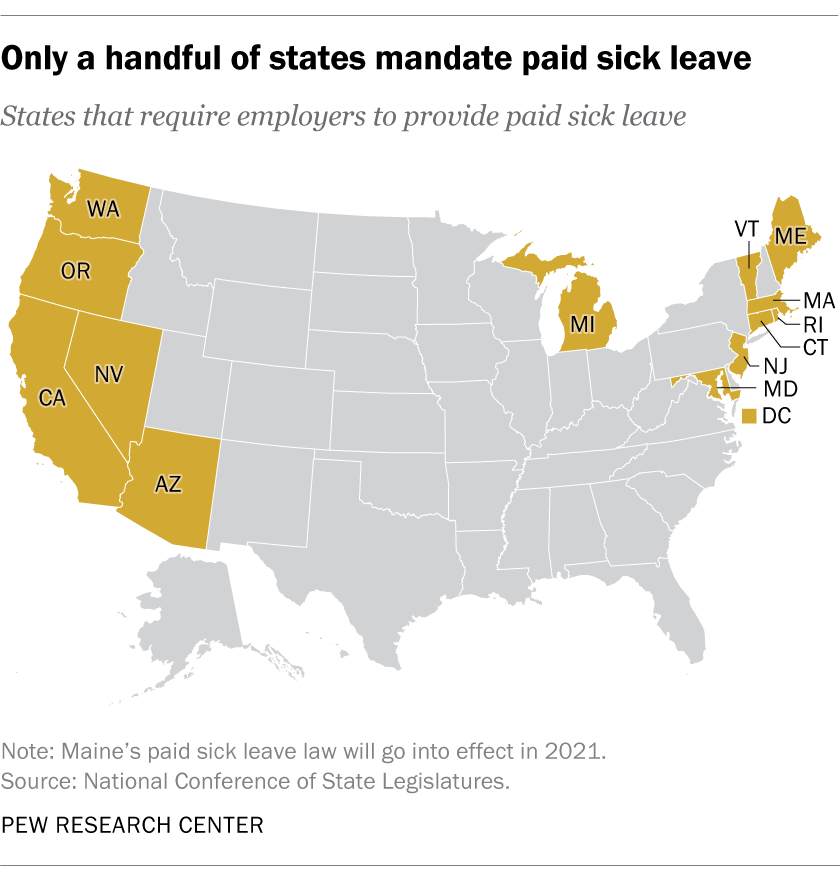 Only a handful of states mandate paid sick leave
States that require employers to provide paid sick leave
WA
VT
ME
OR
MA
MI
RI
CT
NV
NJ
CA
MD
DC
AZ
Note: Maine’s paid sick leave law will go into effect in 2021.
Source: National Conference of State Legislatures.
PEW RESEARCH CENTER